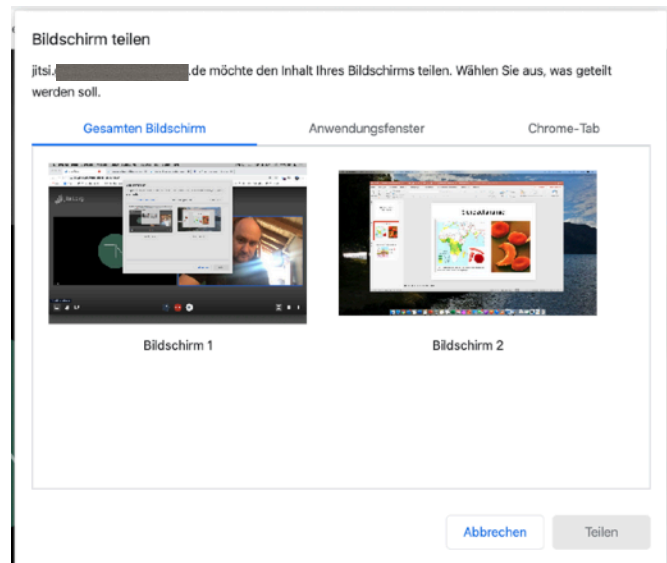 Bildschirm teilen
jitsi. .de möchte den Inhalt Ihres Bildschirms teilen. Wählen Sie aus, was geteilt
werden soll.
Gesamten Bildschirm Anwendungsfenster Chrome-Tab
Bildschirm 1 Bildschirm 2
Abbrechen Teilen